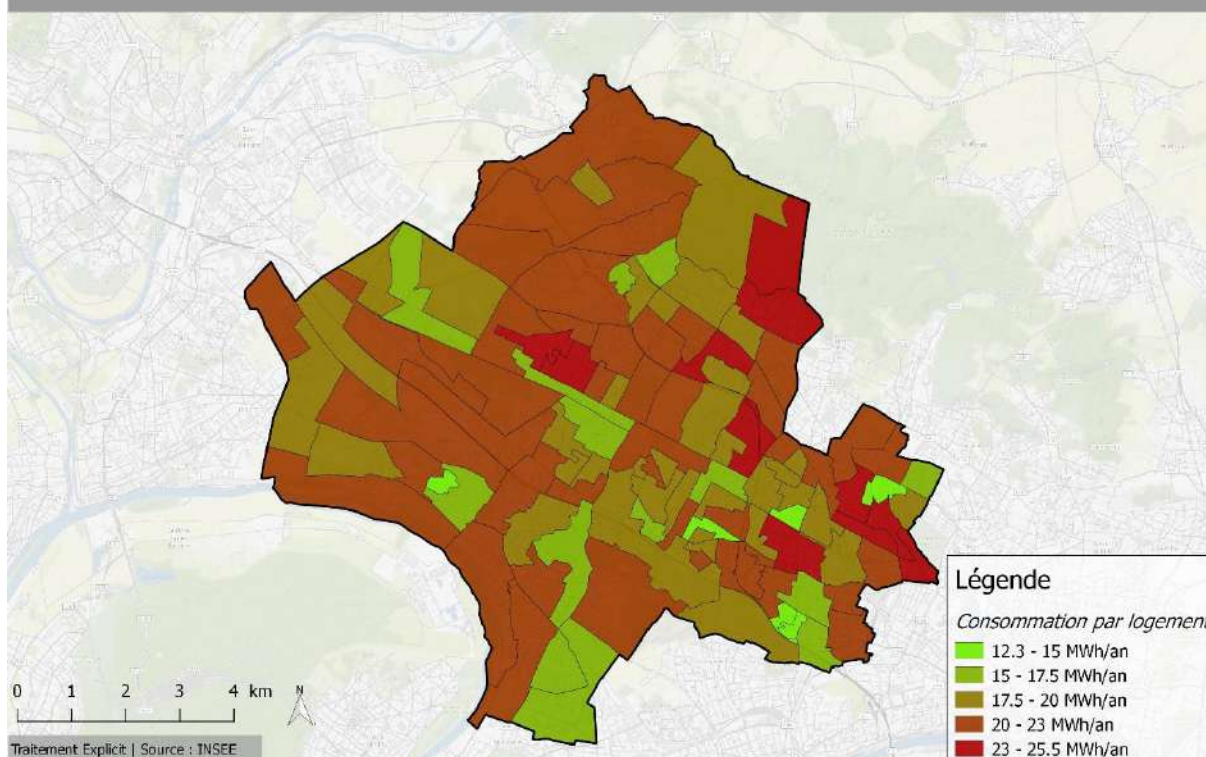 0 1 2 3 4 km
N
Traitement Explicit | Source : INSEE
Légende
Consommation par logement
12.3 - 15 MWh/an
15 - 17.5 MWh/an
17.5 - 20 MWh/an
20 - 23 MWh/an
23 - 25.5 MWh/an